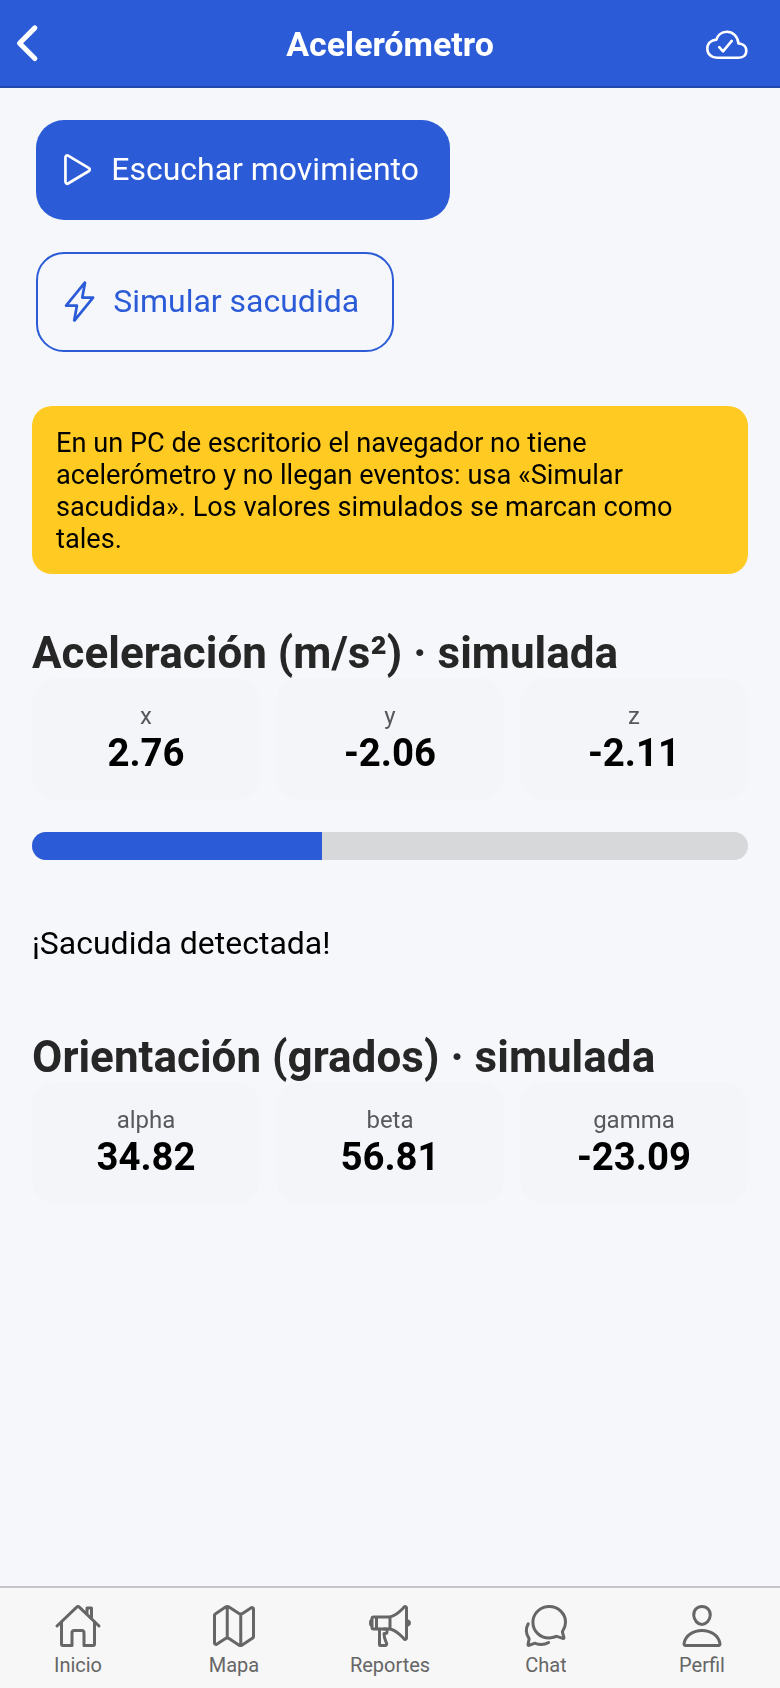 Acelerómetro
Escuchar movimiento
Simular sacudida
En un PC de escritorio el navegador no tiene
acelerómetro y no llegan eventos: usa «Simular
sacudida». Los valores simulados se marcan como
tales.
Aceleración (m/s²) · simulada
x y z
2.76 -2.06 -2.11
¡Sacudida detectada!
Orientación (grados) · simulada
alpha beta gamma
34.82 56.81 -23.09
Inicio Mapa Reportes Chat Perfil